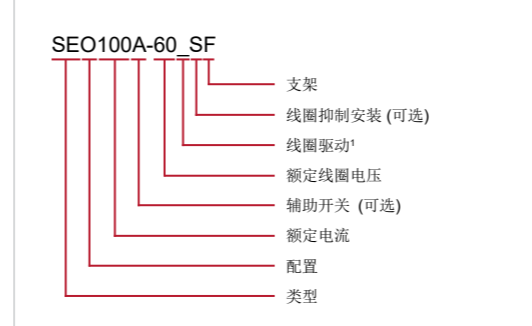 SEO100A-60_SF
支架
线圈抑制安装 (可选)
线圈驱动¹
额定线圈电压
辅助开关 (可选)
额定电流
配置
类型